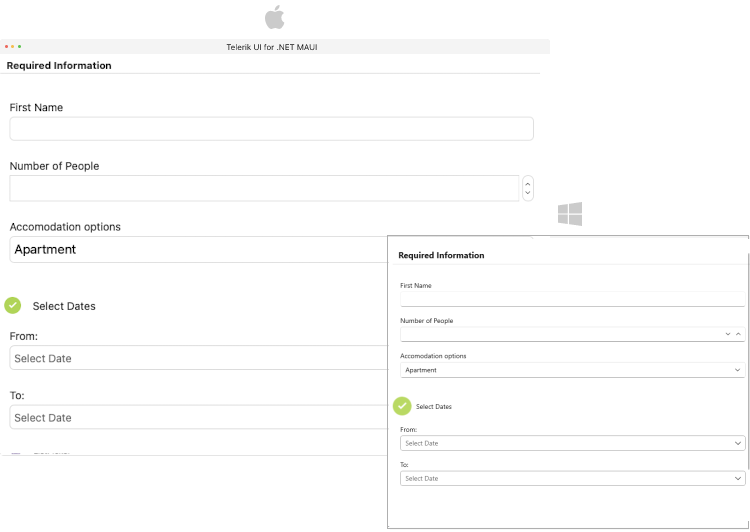 Telerik UI for .NET MAUI
Required Information
First Name
Number of People
Accomodation options
Apartment
Select Dates
From:
Select Date
To:
Select Date
Required Information
First Name
Number of People
Accomodation options
Apartment
Select Dates
From:
Select Date
To:
Select Date